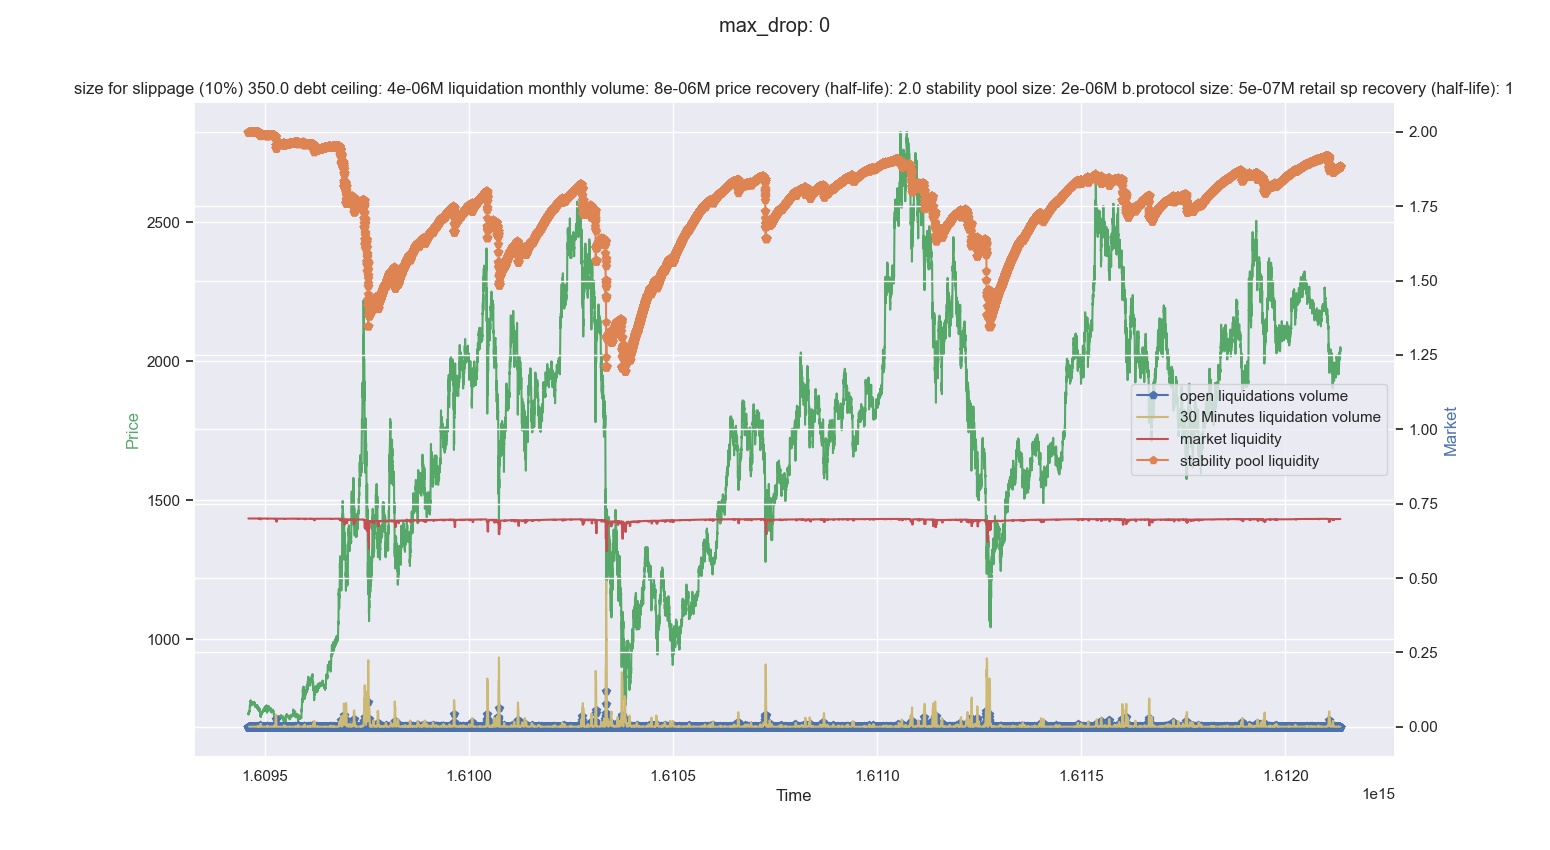 max_drop: 0
size for slippage (10%) 350.0 debt ceiling: 4e-06M liquidation monthly volume: 8e-06M price recovery (half-life): 2.0 stability pool size: 2e-06M b.protocol size: 5e-07M retail sp recovery (half-life): 1
2500
2000
1500
1000
Price
2.00
1.75
1.50
1.25
1.00
0.75
0.50
0.25
0.00
Market
open liquidations volume
30 Minutes liquidation volume
market liquidity
stability pool liquidity
1.6095
1.6100
1.6105
1.6110
1.6115
1.6120
1e15
Time